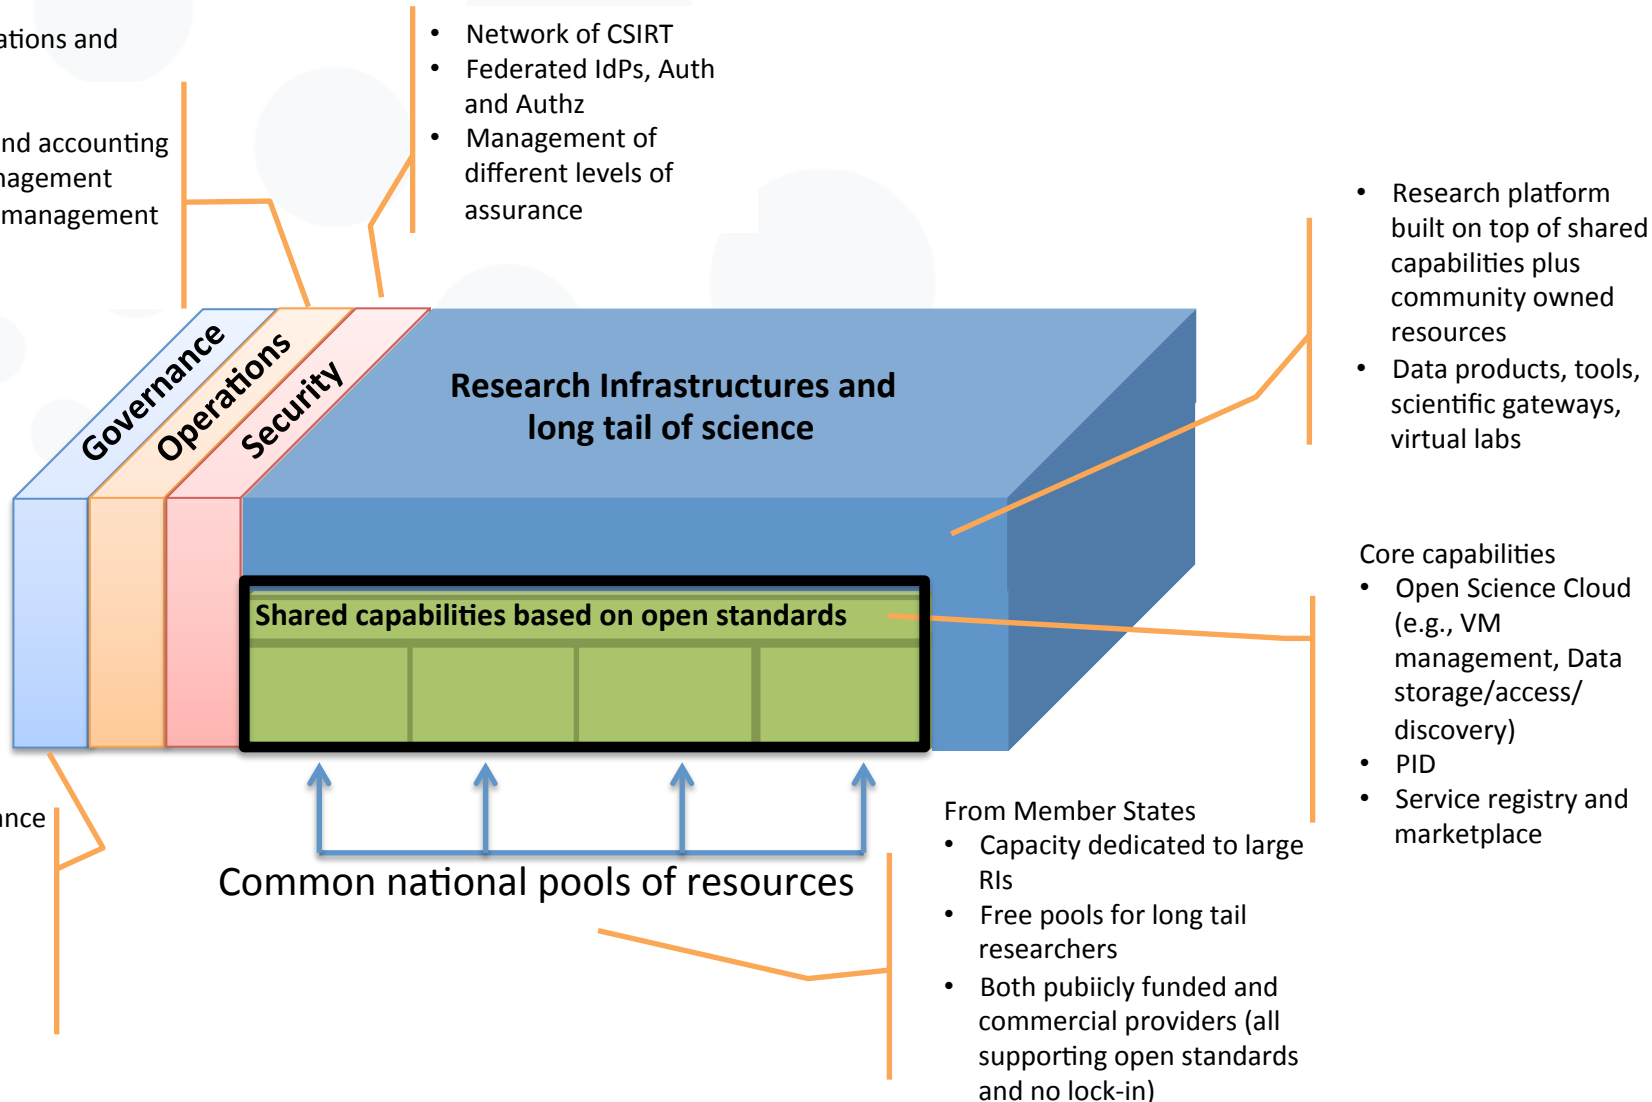 and
and accounting
management
• Network of CSIRT
• Federated IdPs, Auth
and Authz
• Management of
different levels of
assurance
• Research platform
built on top of shared
capabilities plus
community owned
resources
• Data products, tools,
scientific gateways,
virtual labs
Governance
Operations
Security
Research Infrastructures and
long tail of science
Shared capabilities based on open standards
Core capabilities
• Open Science Cloud
(e.g., VM
management, Data
storage/access/
discovery)
• PID
• Service registry and
marketplace
Common national pools of resources
From Member States
• Capacity dedicated to large
RIs
• Free pools for long tail
researchers
• Both pubiicly funded and
commercial providers (all
supporting open standards
and no lock-in)